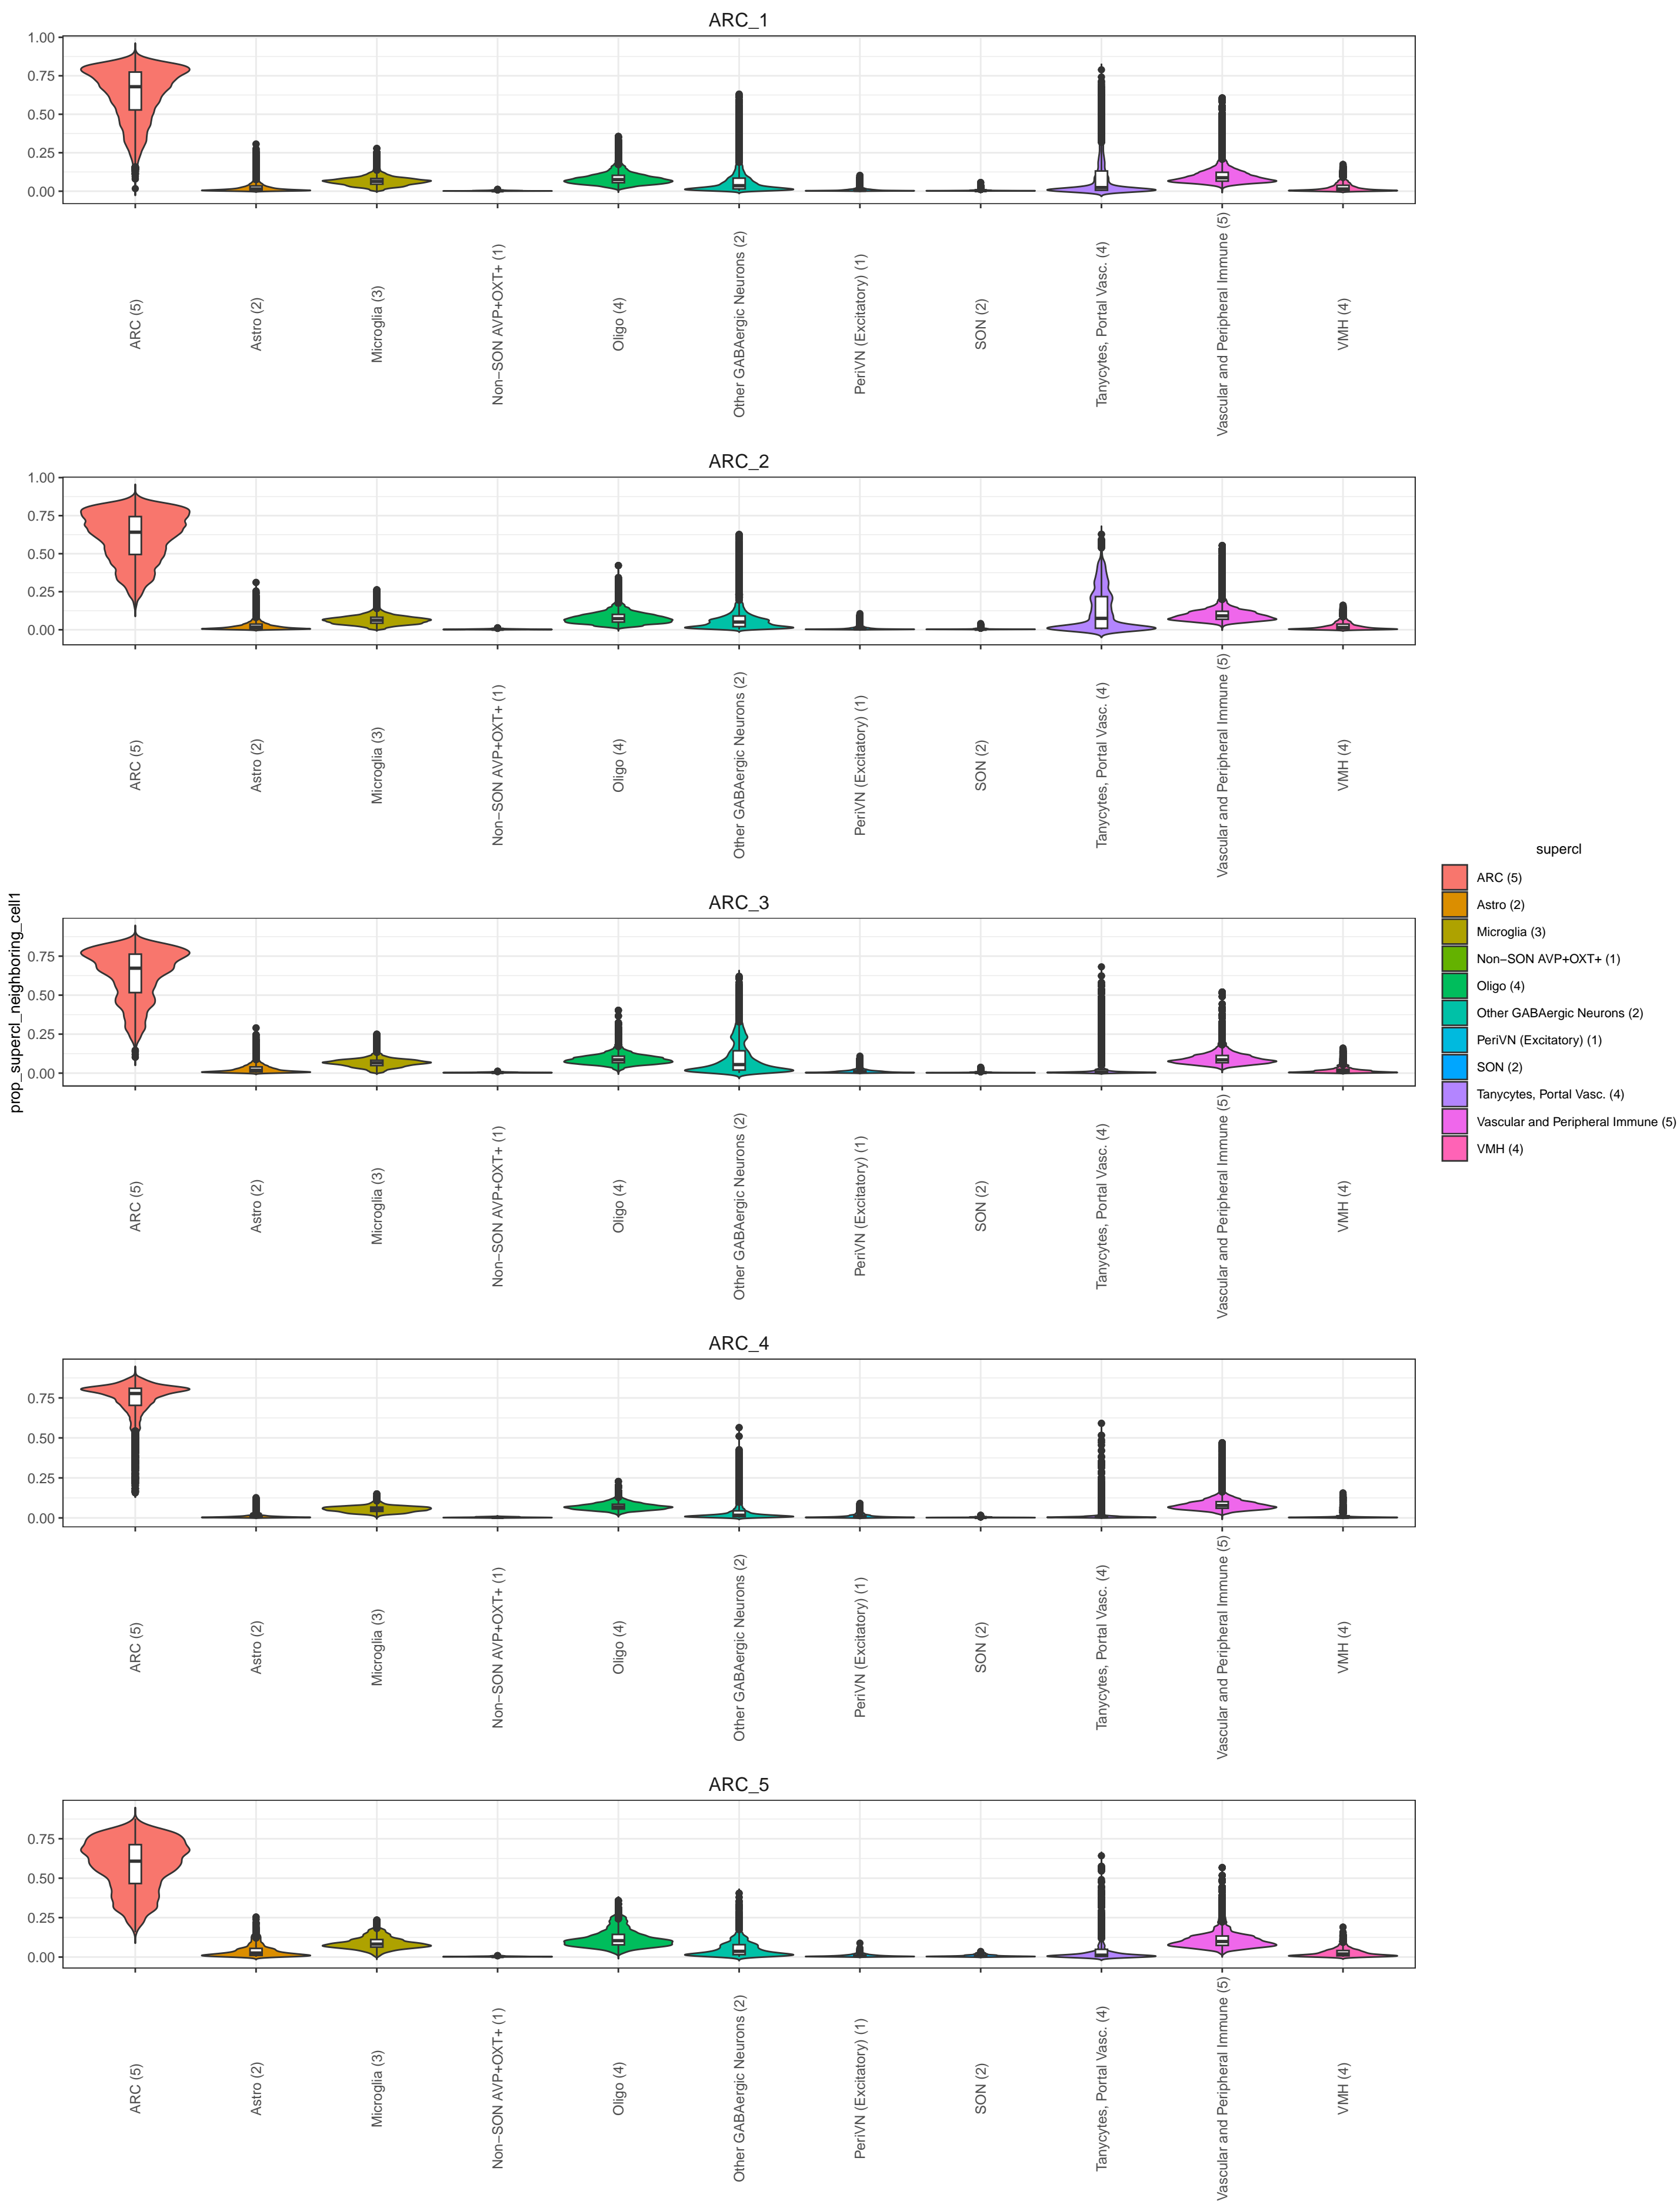 ARC_1
1.00
0.75
0.50
0.25
0.00
ARC (5)
Astro (2)
Microglia (3)
Non−SON AVP+OXT+ (1)
Oligo (4)
Other GABAergic Neurons (2)
PeriVN (Excitatory) (1)
SON (2)
Tanycytes, Portal Vasc. (4)
Vascular and Peripheral Immune (5)
VMH (4)
ARC_2
1.00
0.75
0.50
0.25
0.00
ARC (5)
Astro (2)
Microglia (3)
Non−SON AVP+OXT+ (1)
Oligo (4)
Other GABAergic Neurons (2)
PeriVN (Excitatory) (1)
SON (2)
Tanycytes, Portal Vasc. (4)
Vascular and Peripheral Immune (5)
VMH (4)
prop_supercl_neighboring_cell1
ARC_3
0.75
0.50
0.25
0.00
ARC (5)
Astro (2)
Microglia (3)
Non−SON AVP+OXT+ (1)
Oligo (4)
Other GABAergic Neurons (2)
PeriVN (Excitatory) (1)
SON (2)
Tanycytes, Portal Vasc. (4)
Vascular and Peripheral Immune (5)
VMH (4)
ARC_4
0.75
0.50
0.25
0.00
ARC (5)
Astro (2)
Microglia (3)
Non−SON AVP+OXT+ (1)
Oligo (4)
Other GABAergic Neurons (2)
PeriVN (Excitatory) (1)
SON (2)
Tanycytes, Portal Vasc. (4)
Vascular and Peripheral Immune (5)
VMH (4)
ARC_5
0.75
0.50
0.25
0.00
ARC (5)
Astro (2)
Microglia (3)
Non−SON AVP+OXT+ (1)
Oligo (4)
Other GABAergic Neurons (2)
PeriVN (Excitatory) (1)
SON (2)
Tanycytes, Portal Vasc. (4)
Vascular and Peripheral Immune (5)
VMH (4)
supercl
ARC (5)
Astro (2)
Microglia (3)
Non−SON AVP+OXT+ (1)
Oligo (4)
Other GABAergic Neurons (2)
PeriVN (Excitatory) (1)
SON (2)
Tanycytes, Portal Vasc. (4)
Vascular and Peripheral Immune (5)
VMH (4)